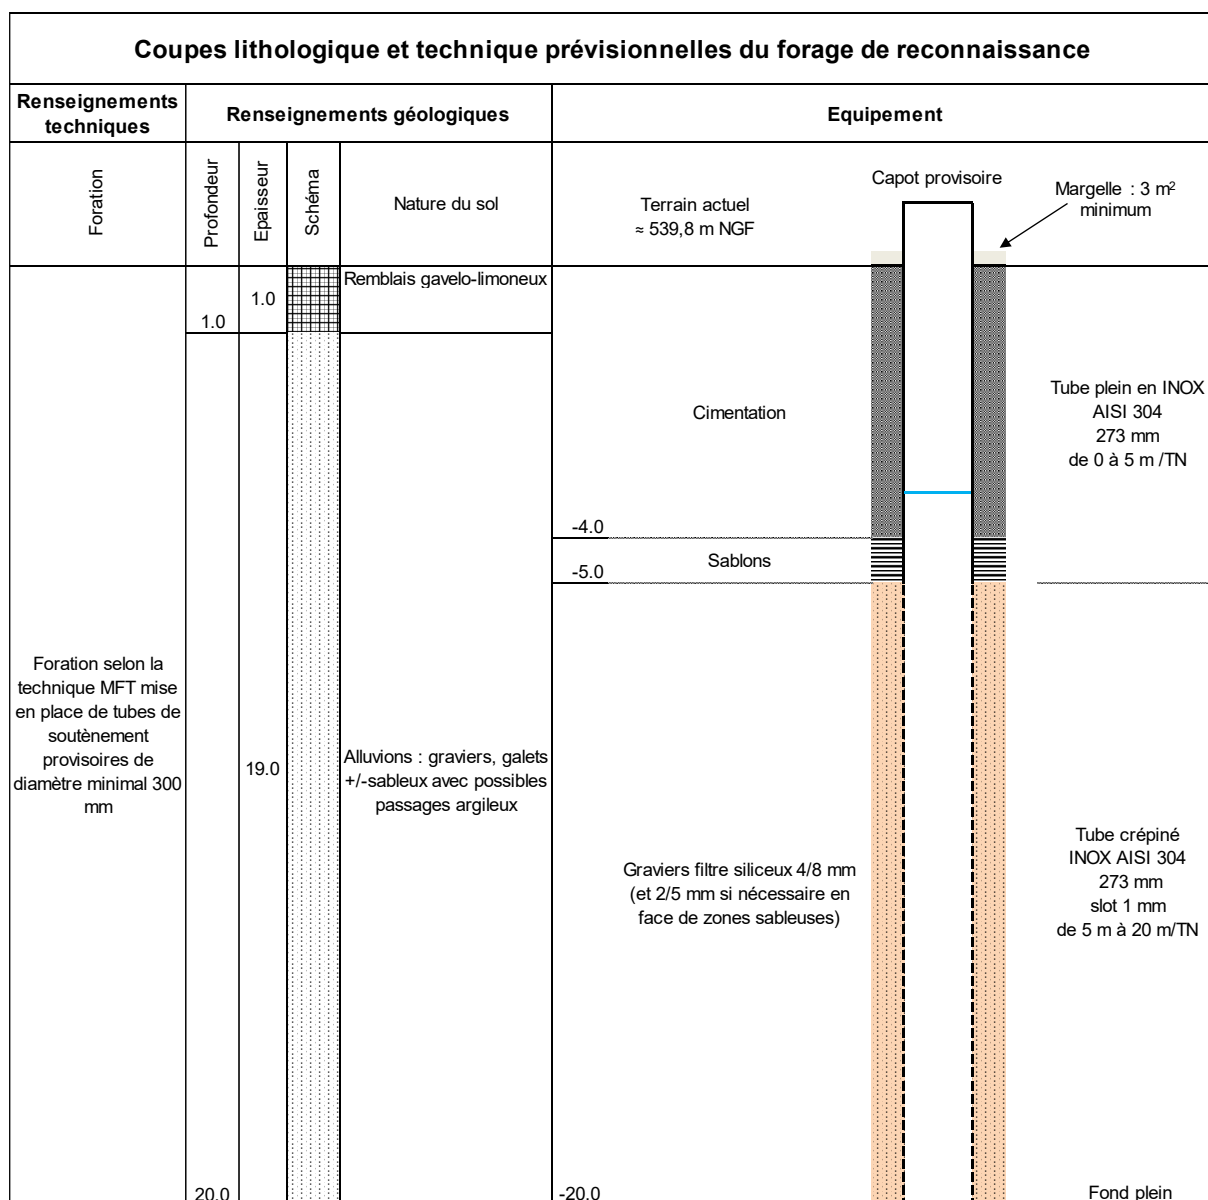 Coupes lithologique et technique prévisionnelles du forage de reconnaissance
Renseignements
techniques
Renseignements géologiques
Equipement
Foration
Profondeur
Epaisseur
Schéma
Nature du sol
Terrain actuel
≈ 539,8 m NGF
Capot provisoire
Margelle : 3 m²
minimum
Remblais gavelo-limoneux
1.0
1.0
Cimentation
Tube plein en INOX
AISI 304
273 mm
de 0 à 5 m /TN
-4.0
Sablons
-5.0
Foration selon la
technique MFT mise
en place de tubes de
soutènement
provisoires de
diamètre minimal 300
mm
19.0
Alluvions : graviers, galets
+/-sableux avec possibles
passages argileux
Graviers filtre siliceux 4/8 mm
(et 2/5 mm si nécessaire en
face de zones sableuses)
Tube crépiné
INOX AISI 304
273 mm
slot 1 mm
de 5 m à 20 m/TN
20.0
-20.0
Fond plein